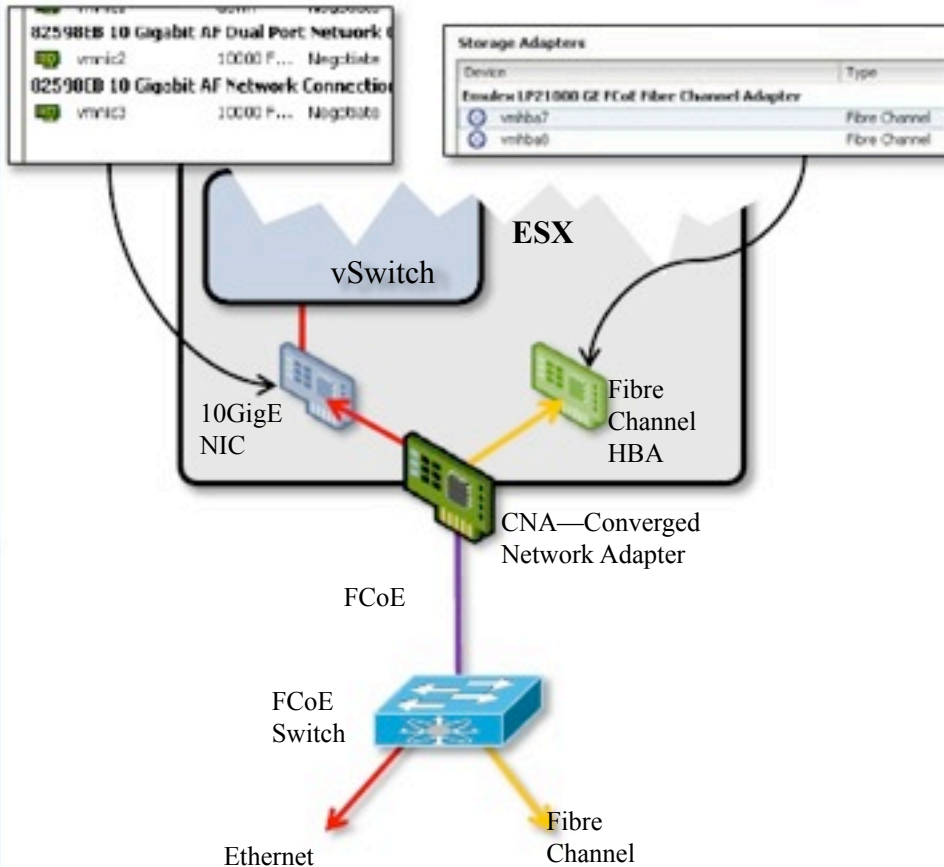 82598EB 10 Gigabit AF Dual Port Network
vmnic2 10000 F... Negotiate
82598EB 10 Gigabit AF Network Connection
vmnic3 10000 F... Negotiate
Storage Adapters
Device Type
Emulex LP21000 GE FCoE Fibre Channel Adapter
vmhba7 Fibre Channel
vmhba8 Fibre Channel
ESX
vSwitch
10GigE
NIC
Fibre
Channel
HBA
CNA—Converged
Network Adapter
FCoE
FCoE
Switch
Ethernet
Fibre
Channel